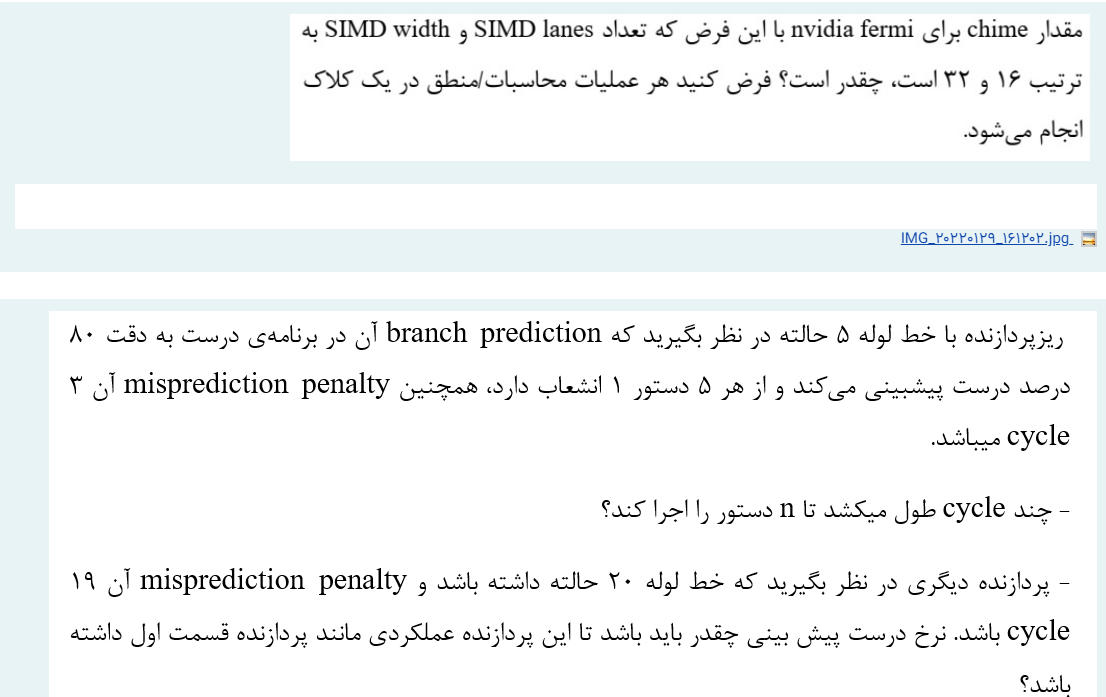 مقدار chime برای nvidia fermi با این فرض که تعداد SIMD lanes و SIMD width به
ترتیب ۱۶ و ۳۲ است، چقدر است؟ فرض کنید هر عملیات محاسبات/منطق در یک کلاک
انجام می‌شود.
IMG_۲۰۲۲۰۱۲۹_۱۶۱۲۰۲.jpg
ریزپردازنده با خط لوله ۵ حالته در نظر بگیرید که branch prediction آن در برنامه‌ی درست به دقت ۸۰
درصد درست پیشبینی می‌کند و از هر ۵ دستور ۱ انشعاب دارد، همچنین misprediction penalty آن ۳
cycle میباشد.
- چند cycle طول میکشد تا n دستور را اجرا کند؟
- پردازنده دیگری در نظر بگیرید که خط لوله ۲۰ حالته داشته باشد و misprediction penalty آن ۱۹
cycle باشد. نرخ درست پیش بینی چقدر باید باشد تا این پردازنده عملکردی مانند پردازنده قسمت اول داشته
باشد؟